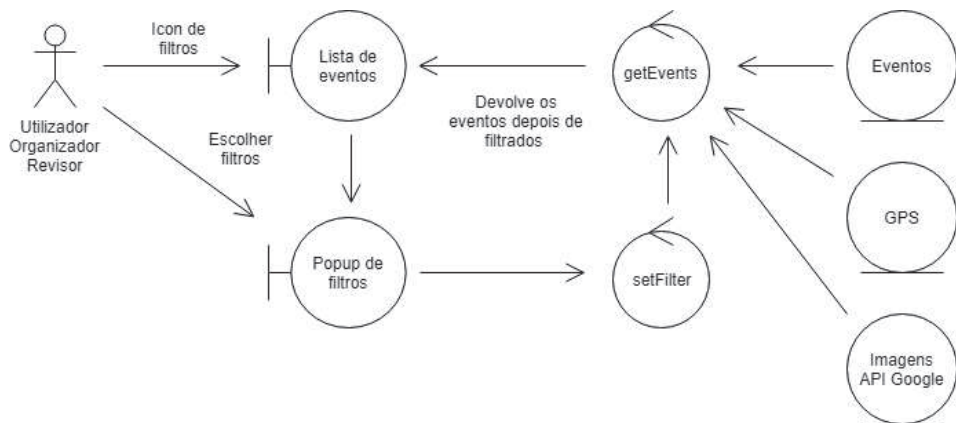 Icon de
filtros
Lista de
eventos
getEvents
Eventos
Utilizador
Organizador
Revisor
Escolher
filtros
Devolve os
eventos depois de
filtrados
GPS
Popup de
filtros
setFilter
Imagens
API Google